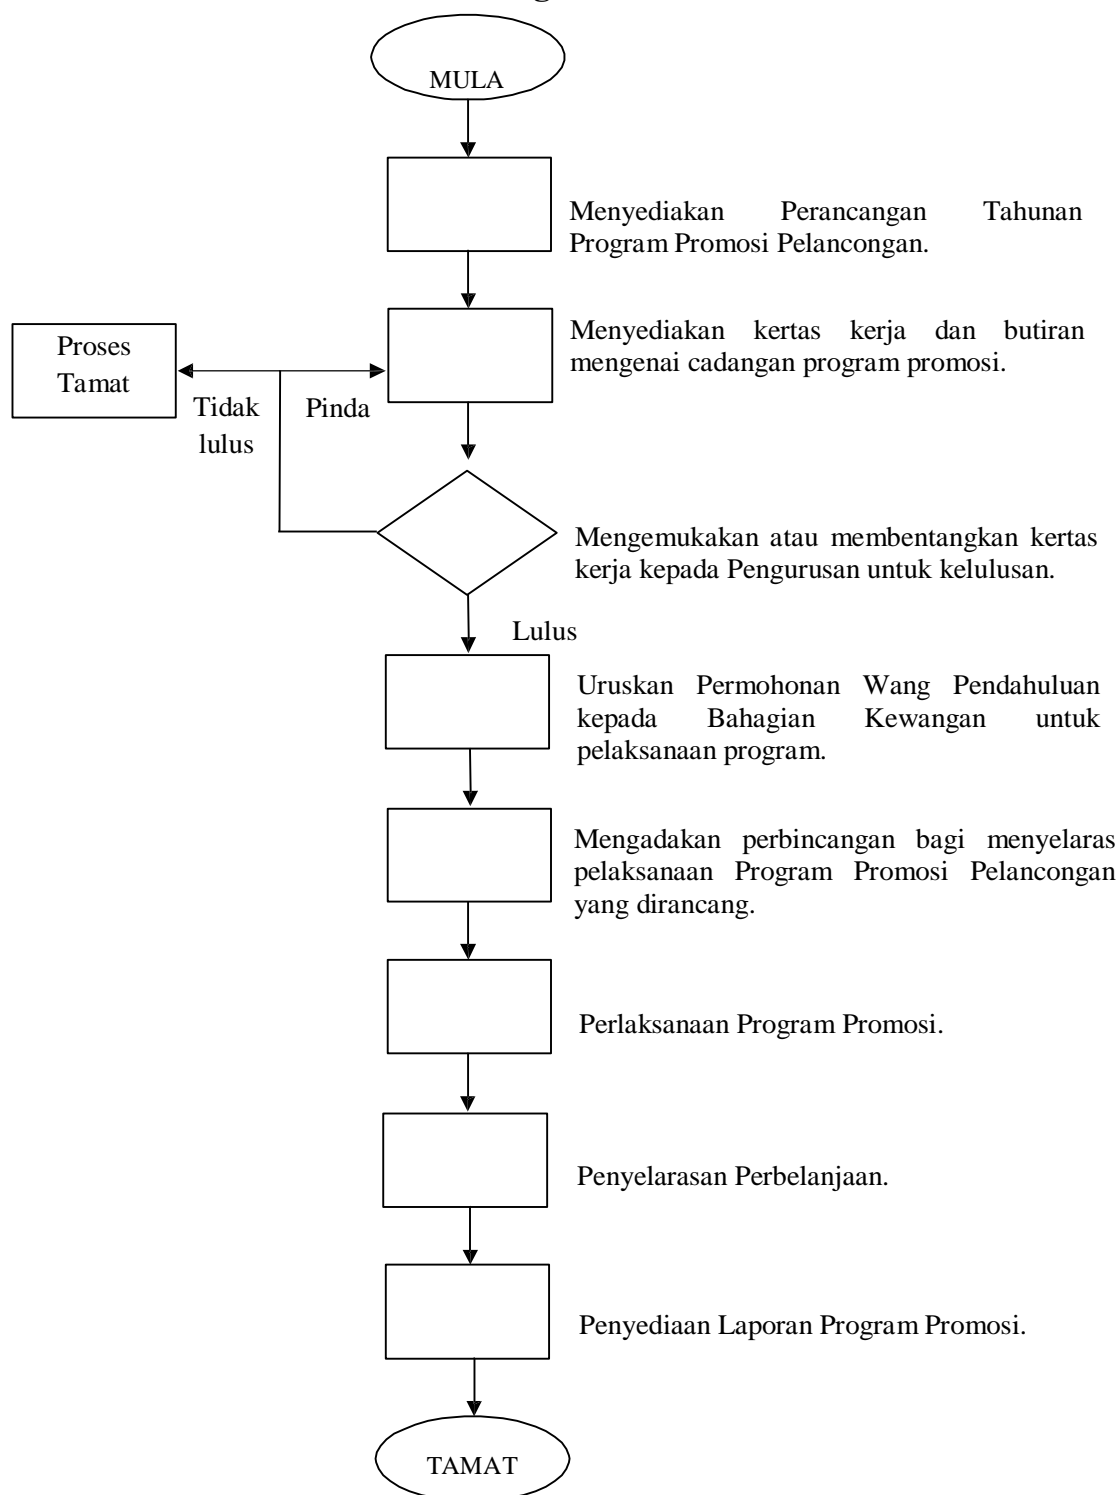 MULA
Menyediakan Perancangan Tahunan
Program Promosi Pelancongan.
Menyediakan kertas kerja dan butiran
mengenai cadangan program promosi.
Proses
Tamat
Tidak
lulus
Pinda
Mengemukakan atau membentangkan kertas
kerja kepada Pengurusan untuk kelulusan.
Lulus
Uruskan Permohonan Wang Pendahuluan
kepada Bahagian Kewangan untuk
pelaksanaan program.
Mengadakan perbincangan bagi menyelaras
pelaksanaan Program Promosi Pelancongan
yang dirancang.
Perlaksanaan Program Promosi.
Penyelarasan Perbelanjaan.
Penyediaan Laporan Program Promosi.
TAMAT